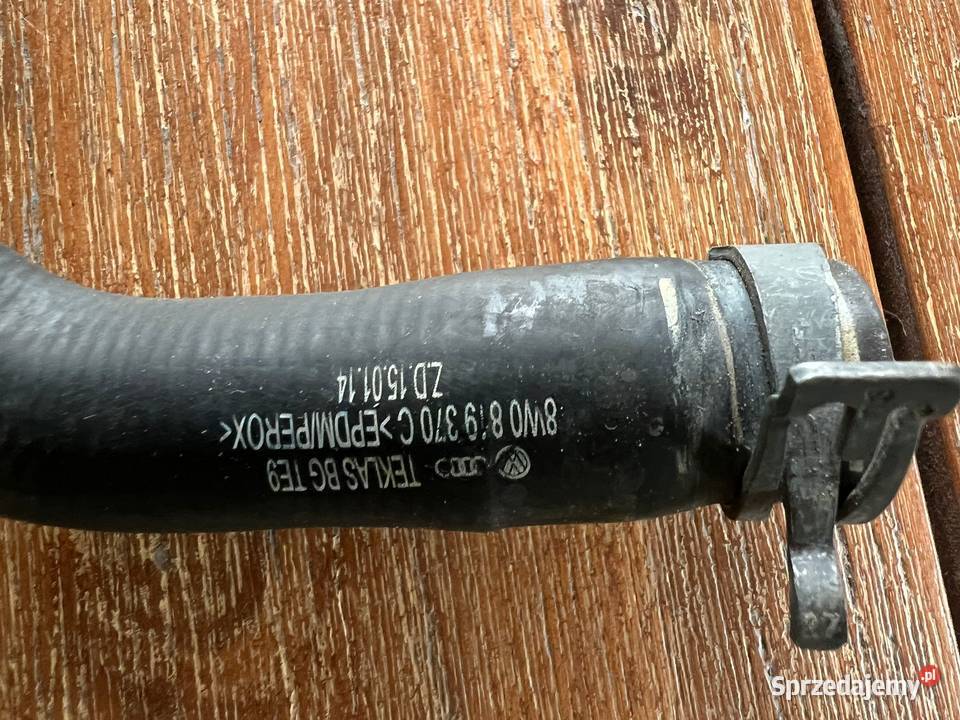 TEKLAS BG TE9
8W0 819 370 C >EPDM/PEROX<
Z.D.15.01.14
Sprzedajemy.pl